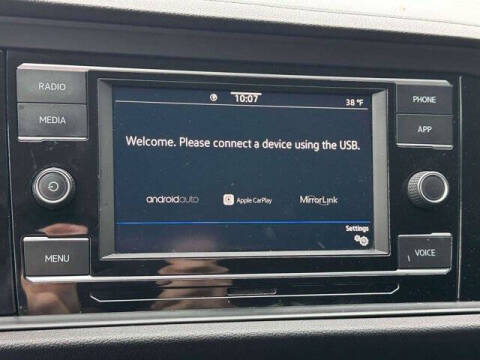 RADIO
MEDIA
MENU
10:07
38 °F
Welcome. Please connect a device using the USB.
androidauto
Apple CarPlay
MirrorLink
Settings
PHONE
APP
VOICE